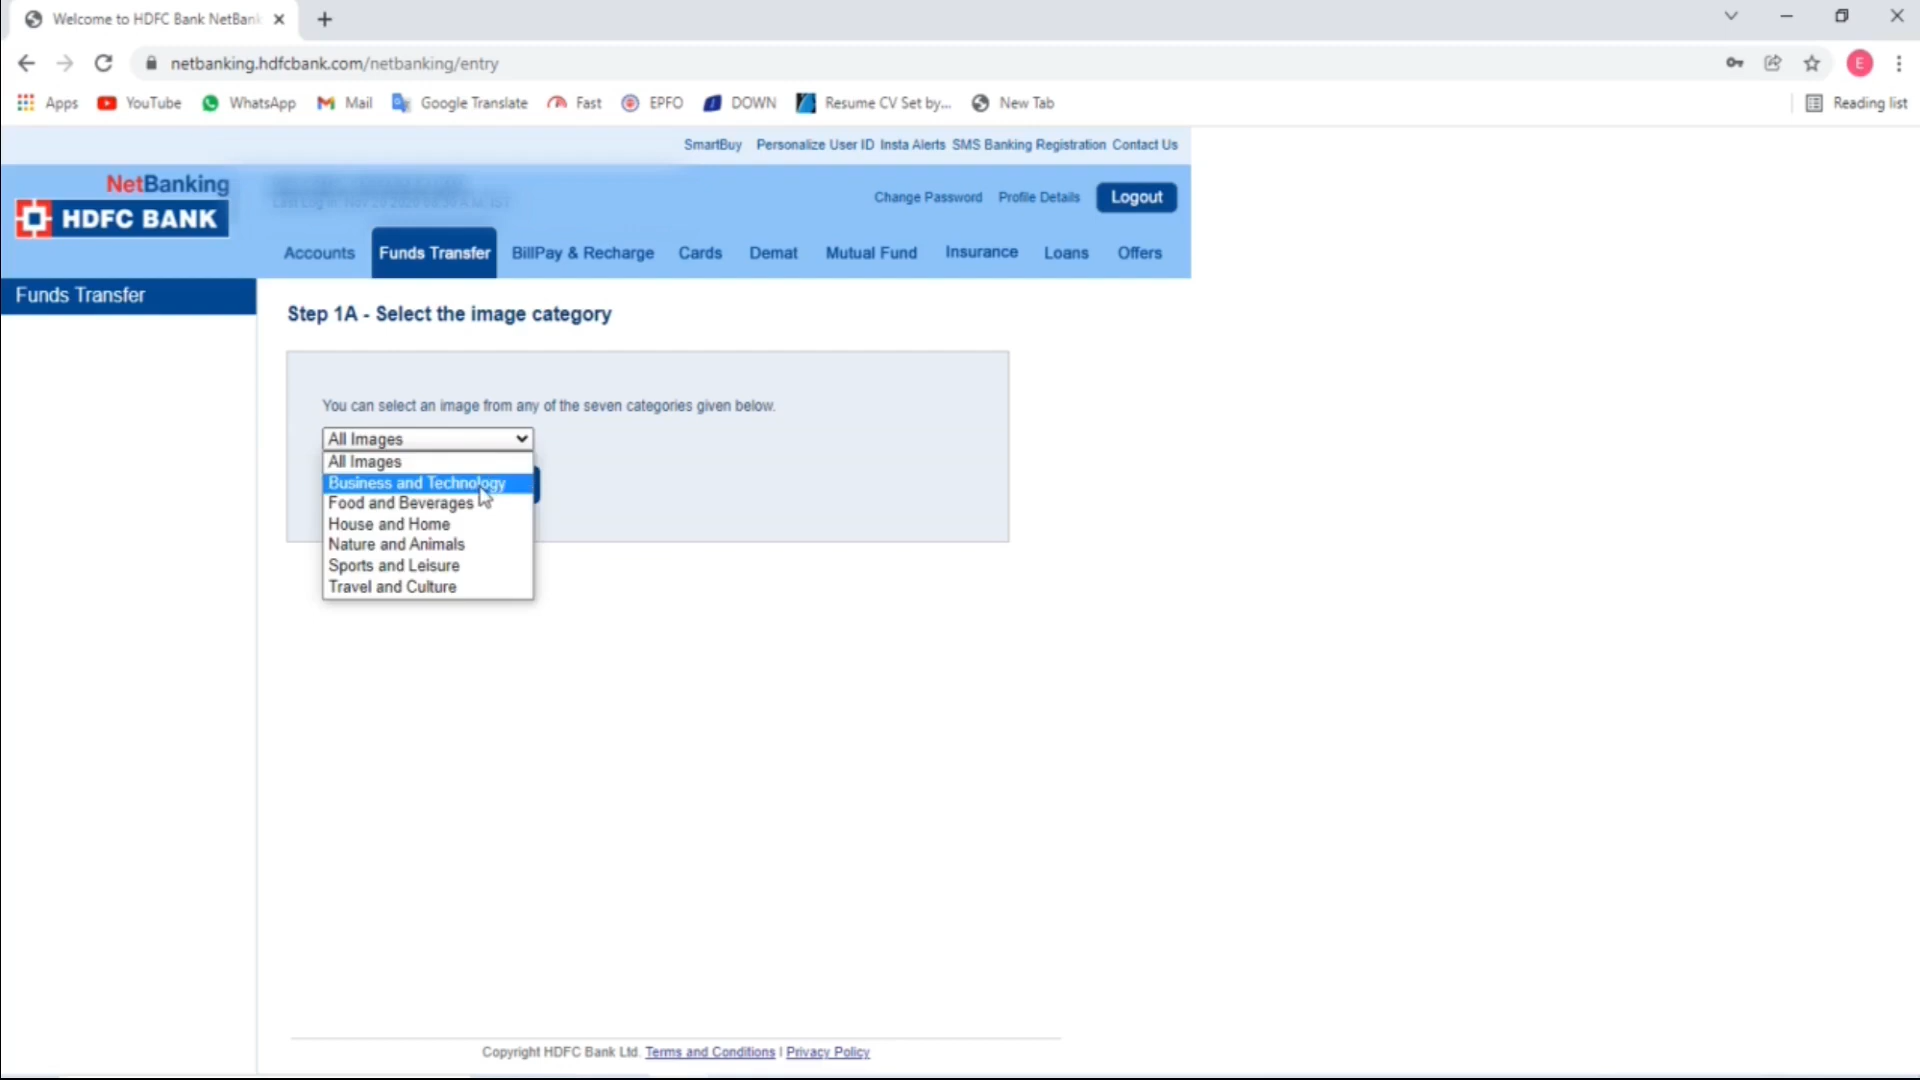 Welcome to HDFC Bank NetBank
netbanking.hdfcbank.com/netbanking/entry
E
Apps YouTube WhatsApp Mail Google Translate Fast EPFO DOWN Resume CV Set by... New Tab Reading list
SmartBuy Personalize User ID Insta Alerts SMS Banking Registration Contact Us
NetBanking
HDFC BANK
Change Password Profile Details Logout
Accounts Funds Transfer BillPay & Recharge Cards Demat Mutual Fund Insurance Loans Offers
Funds Transfer
Step 1A - Select the image category
You can select an image from any of the seven categories given below.
All Images
All Images
Business and Technology
Food and Beverages
House and Home
Nature and Animals
Sports and Leisure
Travel and Culture
Copyright HDFC Bank Ltd. Terms and Conditions | Privacy Policy